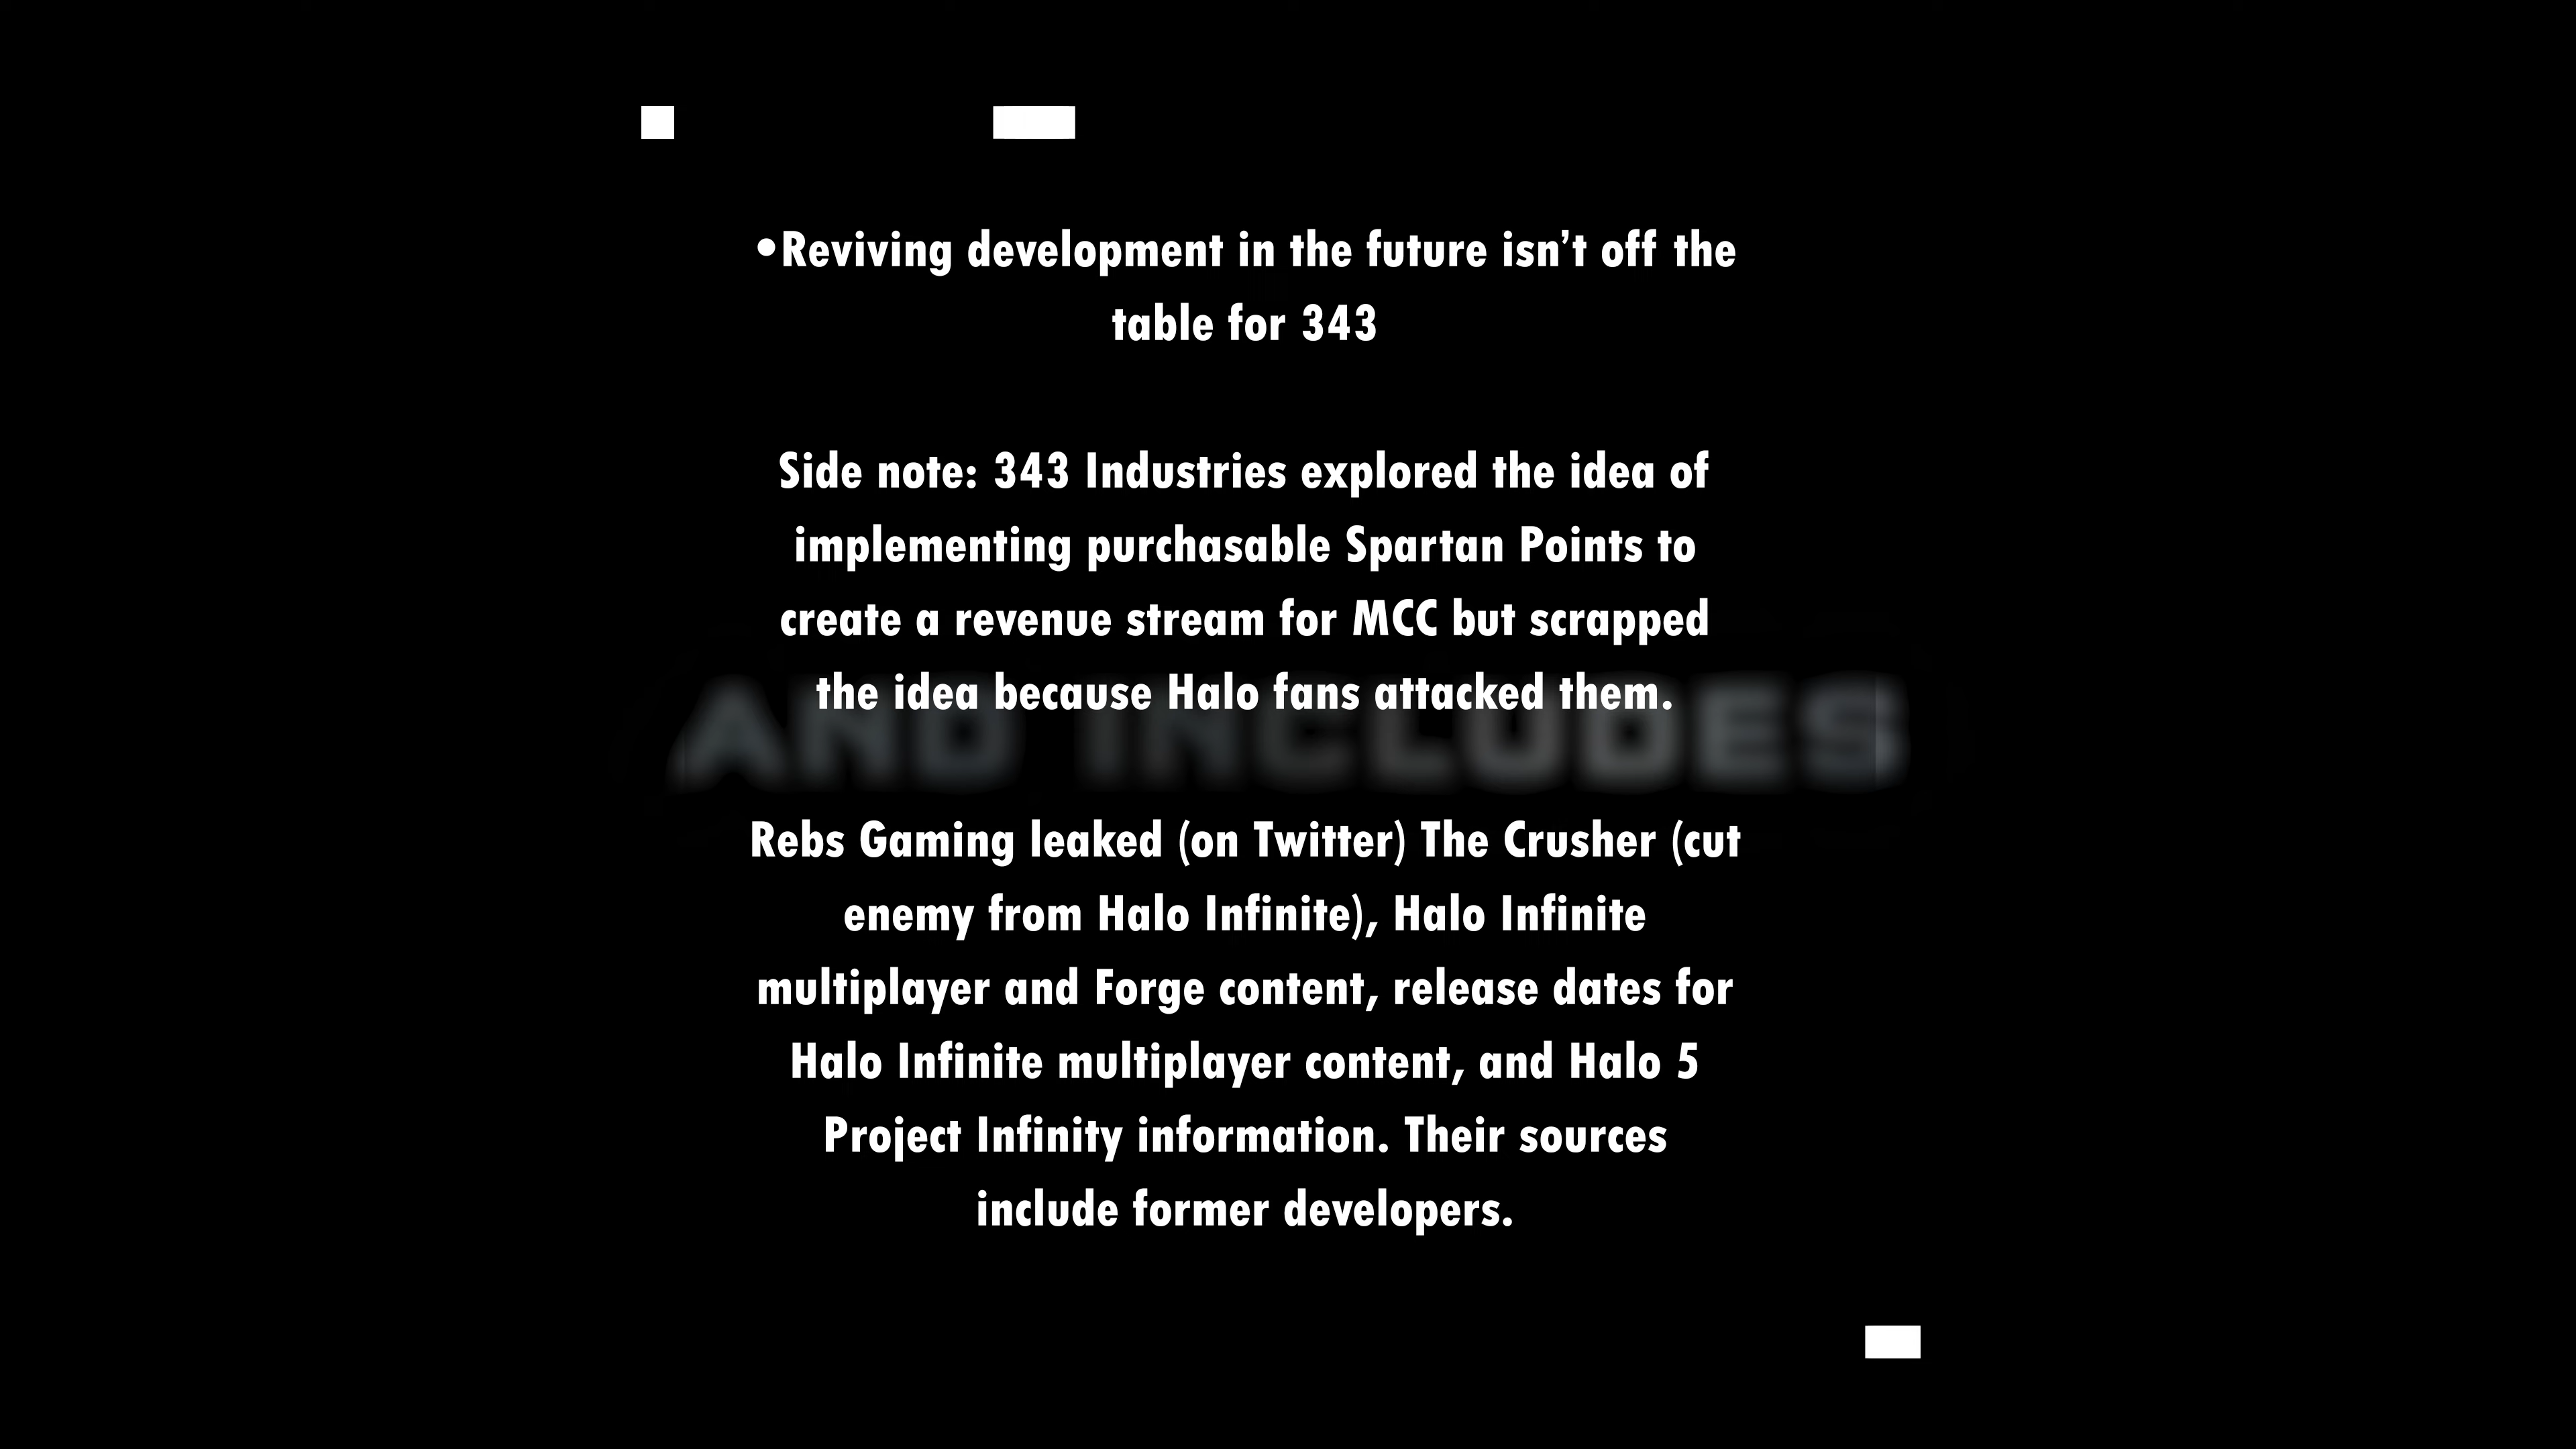 •Reviving development in the future isn’t off the
table for 343
Side note: 343 Industries explored the idea of
implementing purchasable Spartan Points to
create a revenue stream for MCC but scrapped
the idea because Halo fans attacked them.
AND INCLUDES
Rebs Gaming leaked (on Twitter) The Crusher (cut
enemy from Halo Infinite), Halo Infinite
multiplayer and Forge content, release dates for
Halo Infinite multiplayer content, and Halo 5
Project Infinity information. Their sources
include former developers.